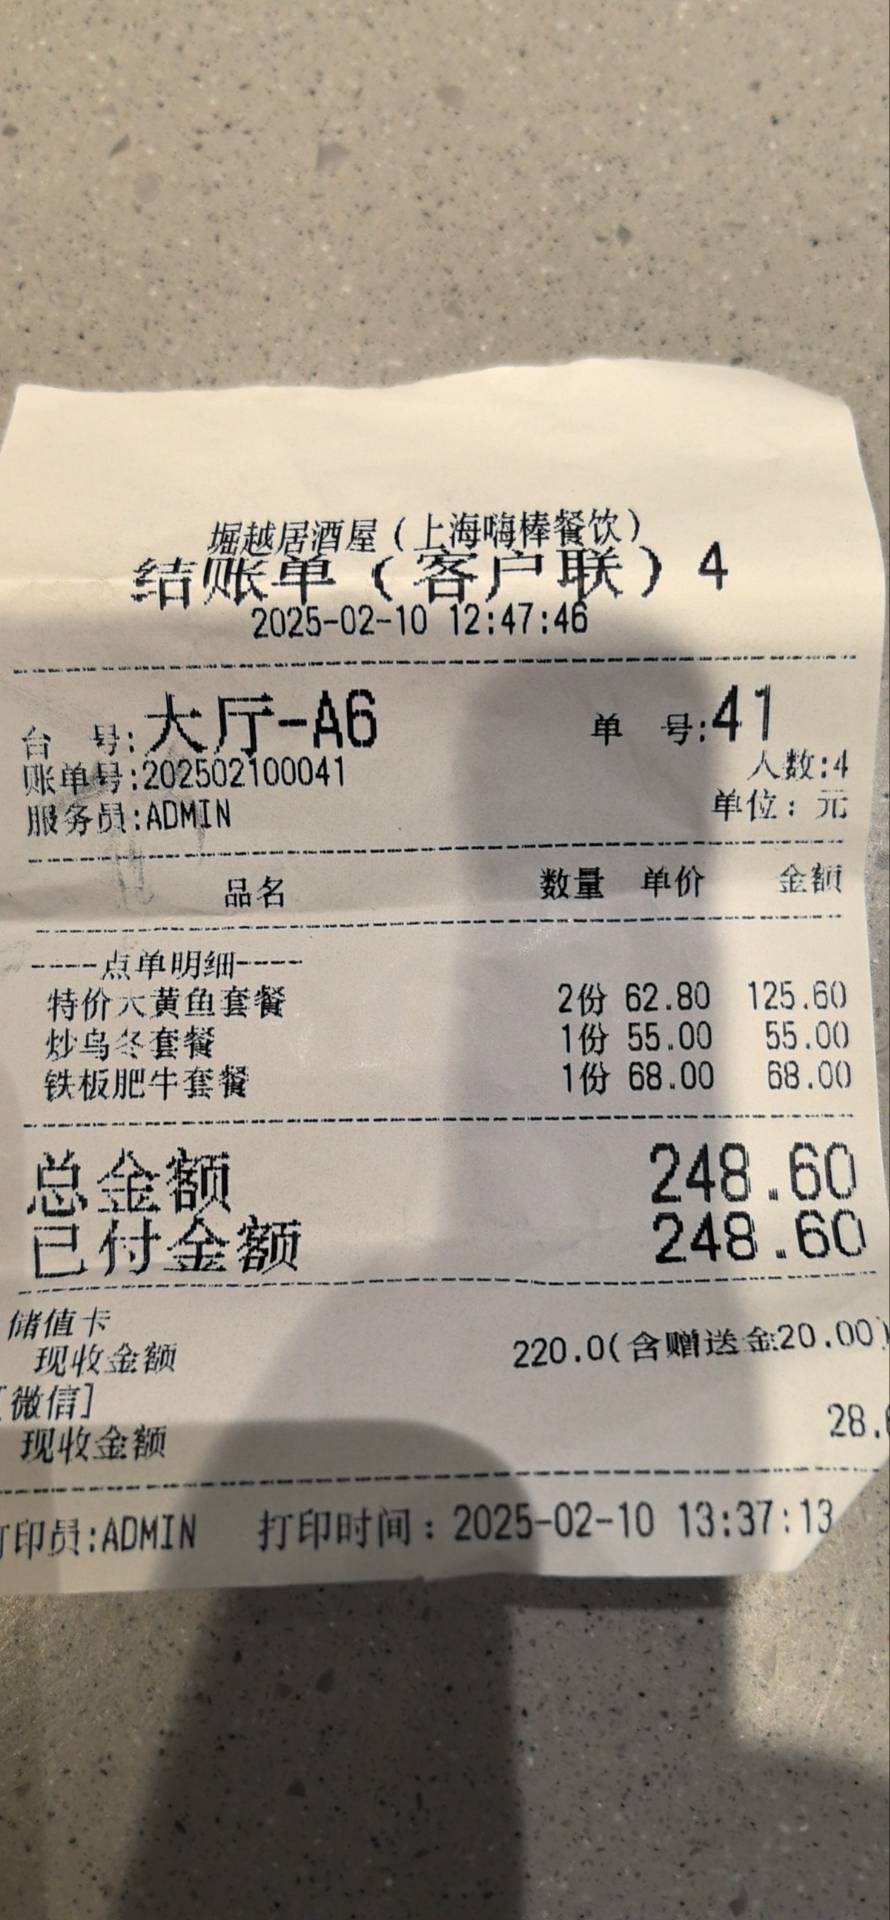 堀越居酒屋（上海嗨棒餐饮）
结账单（客户联）4
2025-02-10 12:47:46
台 号:大厅-A6 单 号:41
账单号:202502100041 人数:4
服务员:ADMIN 单位：元
品名 数量 单价 金额
----点单明细----
特价大黄鱼套餐 2份 62.80 125.60
炒乌冬套餐 1份 55.00 55.00
铁板肥牛套餐 1份 68.00 68.00
总金额 248.60
已付金额 248.60
储值卡
现收金额 220.0(含赠送金20.00)
[微信]
现收金额 28.6
打印员:ADMIN 打印时间：2025-02-10 13:37:13